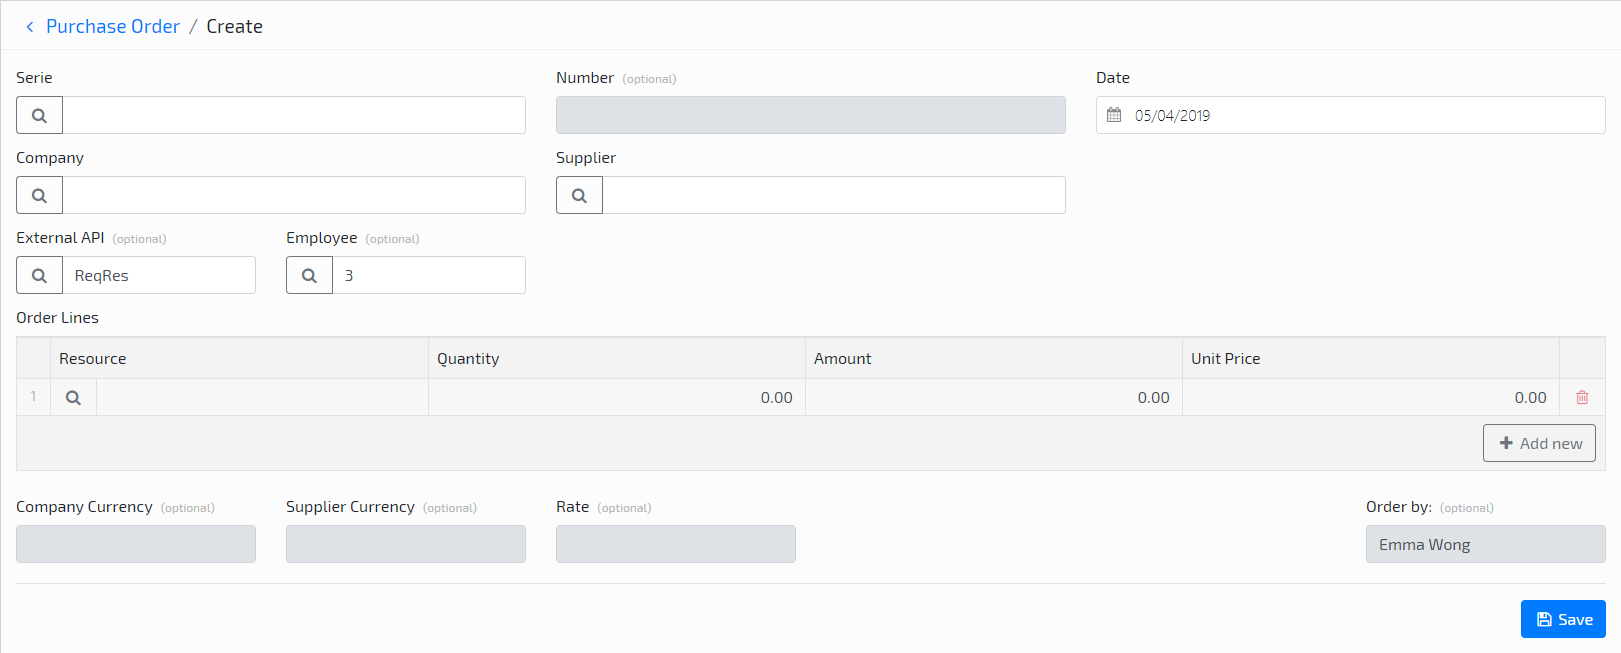 Purchase Order / Create
Serie Number (optional) Date
05/04/2019
Company Supplier
External API (optional) Employee (optional)
ReqRes 3
Order Lines
Resource Quantity Amount Unit Price
1 0.00 0.00 0.00
Add new
Company Currency (optional) Supplier Currency (optional) Rate (optional) Order by: (optional)
Emma Wong
Save